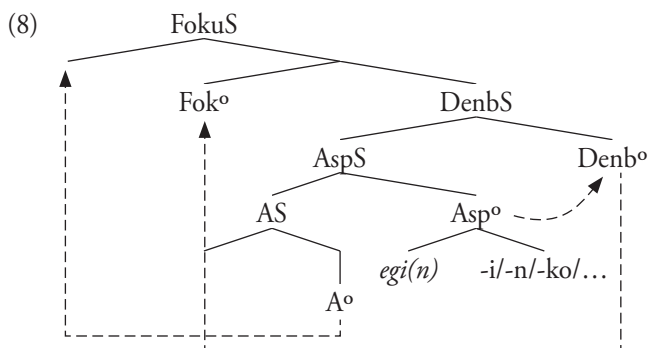 (8) FokuS
Fokº DenbS
AspS Denbº
AS Aspº
egi(n) -i/-n/-ko/…
Aº